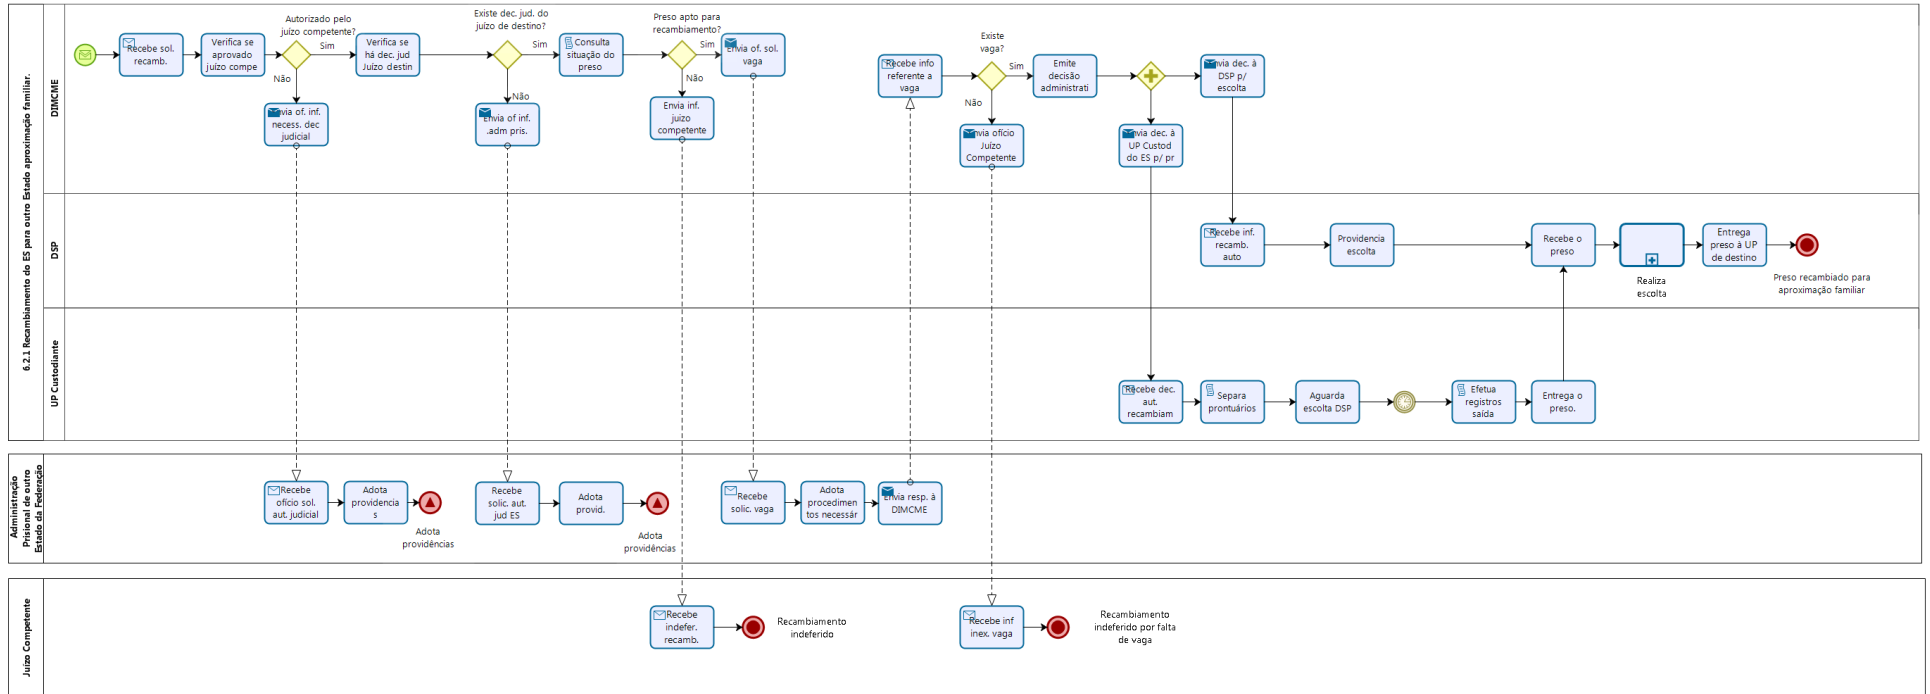 6.2.1 Recambiamento do ES para outro Estado aproximação familiar.
DIMCME
Recebe sol.
recamb.
Verifica se
aprovado
juízo compe
Autorizado pelo
juízo competente?
Sim
Não
Envia of. inf.
necess. dec
judicial
Verifica se
há dec. jud
Juízo destin
Existe dec. jud. do
juízo de destino?
Sim
Não
Envia of inf.
.adm pris.
Consulta
situação do
preso
Preso apto para
recambiamento?
Sim
Não
Envia inf.
juizo
competente
Envia of. sol.
vaga
Recebe info
referente a
vaga
Existe
vaga?
Sim
Não
Envia ofício
Juízo
Competente
Emite
decisão
administrati
Envia dec. à
DSP p/
escolta
Envia dec. à
UP Custod
do ES p/ pr
DSP
Recebe inf.
recamb.
auto
Providencia
escolta
Recebe o
preso
Realiza
escolta
Entrega
preso à UP
de destino
Preso recambiado para
aproximação familiar
UP Custodiante
Recebe dec.
aut.
recambiam
Separa
prontuários
Aguarda
escolta DSP
Efetua
registros
saída
Entrega o
preso.
Administração
Prisional de outro
Estado da Federação
Recebe
ofício sol.
aut. judicial
Adota
providencia
s
Adota
providências
Recebe
solic. aut.
jud ES
Adota
provid.
Adota
providências
Recebe
solic. vaga
Adota
procedimen
tos necessár
Envia resp. à
DIMCME
Juízo Competente
Recebe
indefer.
recamb.
Recambiamento
indeferido
Recebe inf
inex. vaga
Recambiamento
indeferido por falta
de vaga